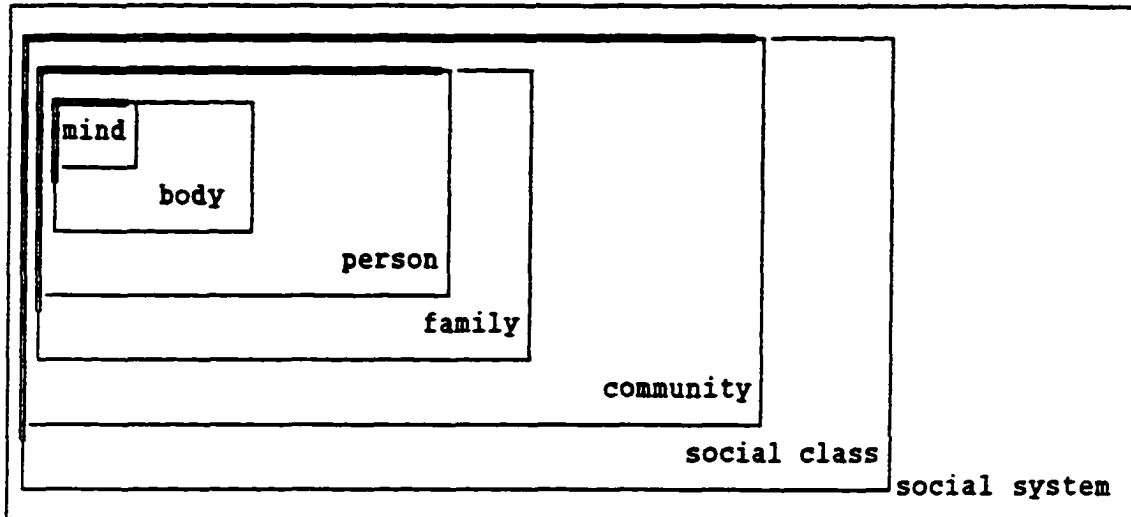 mind
body
person
family
community
social class
social system